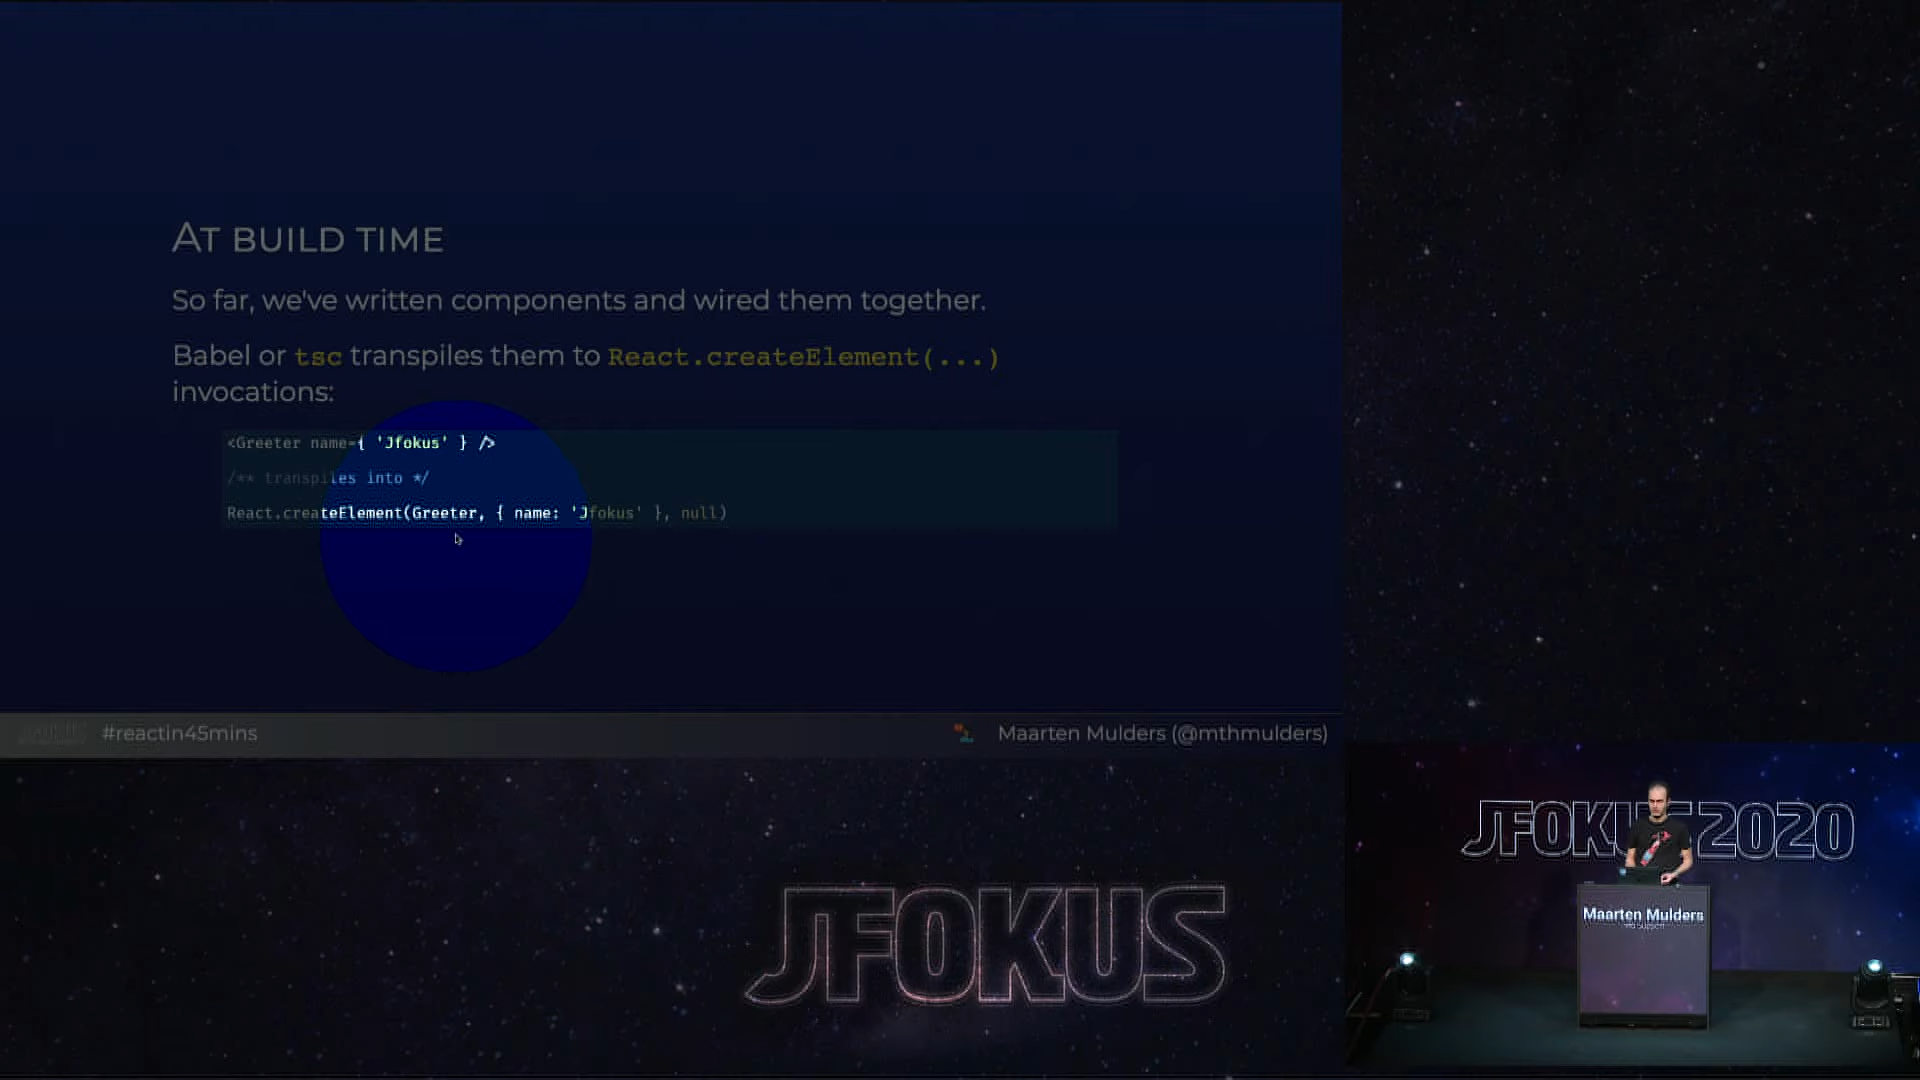 AT BUILD TIME
So far, we've written components and wired them together.
Babel or tsc transpiles them to React.createElement(...)
invocations:
<Greeter name={ 'Jfokus' } />
/** transpiles into */
React.createElement(Greeter, { name: 'Jfokus' }, null)
#reactin45mins
Maarten Mulders (@mthmulders)
JFOKUS 2020
Maarten Mulders
JFOKUS